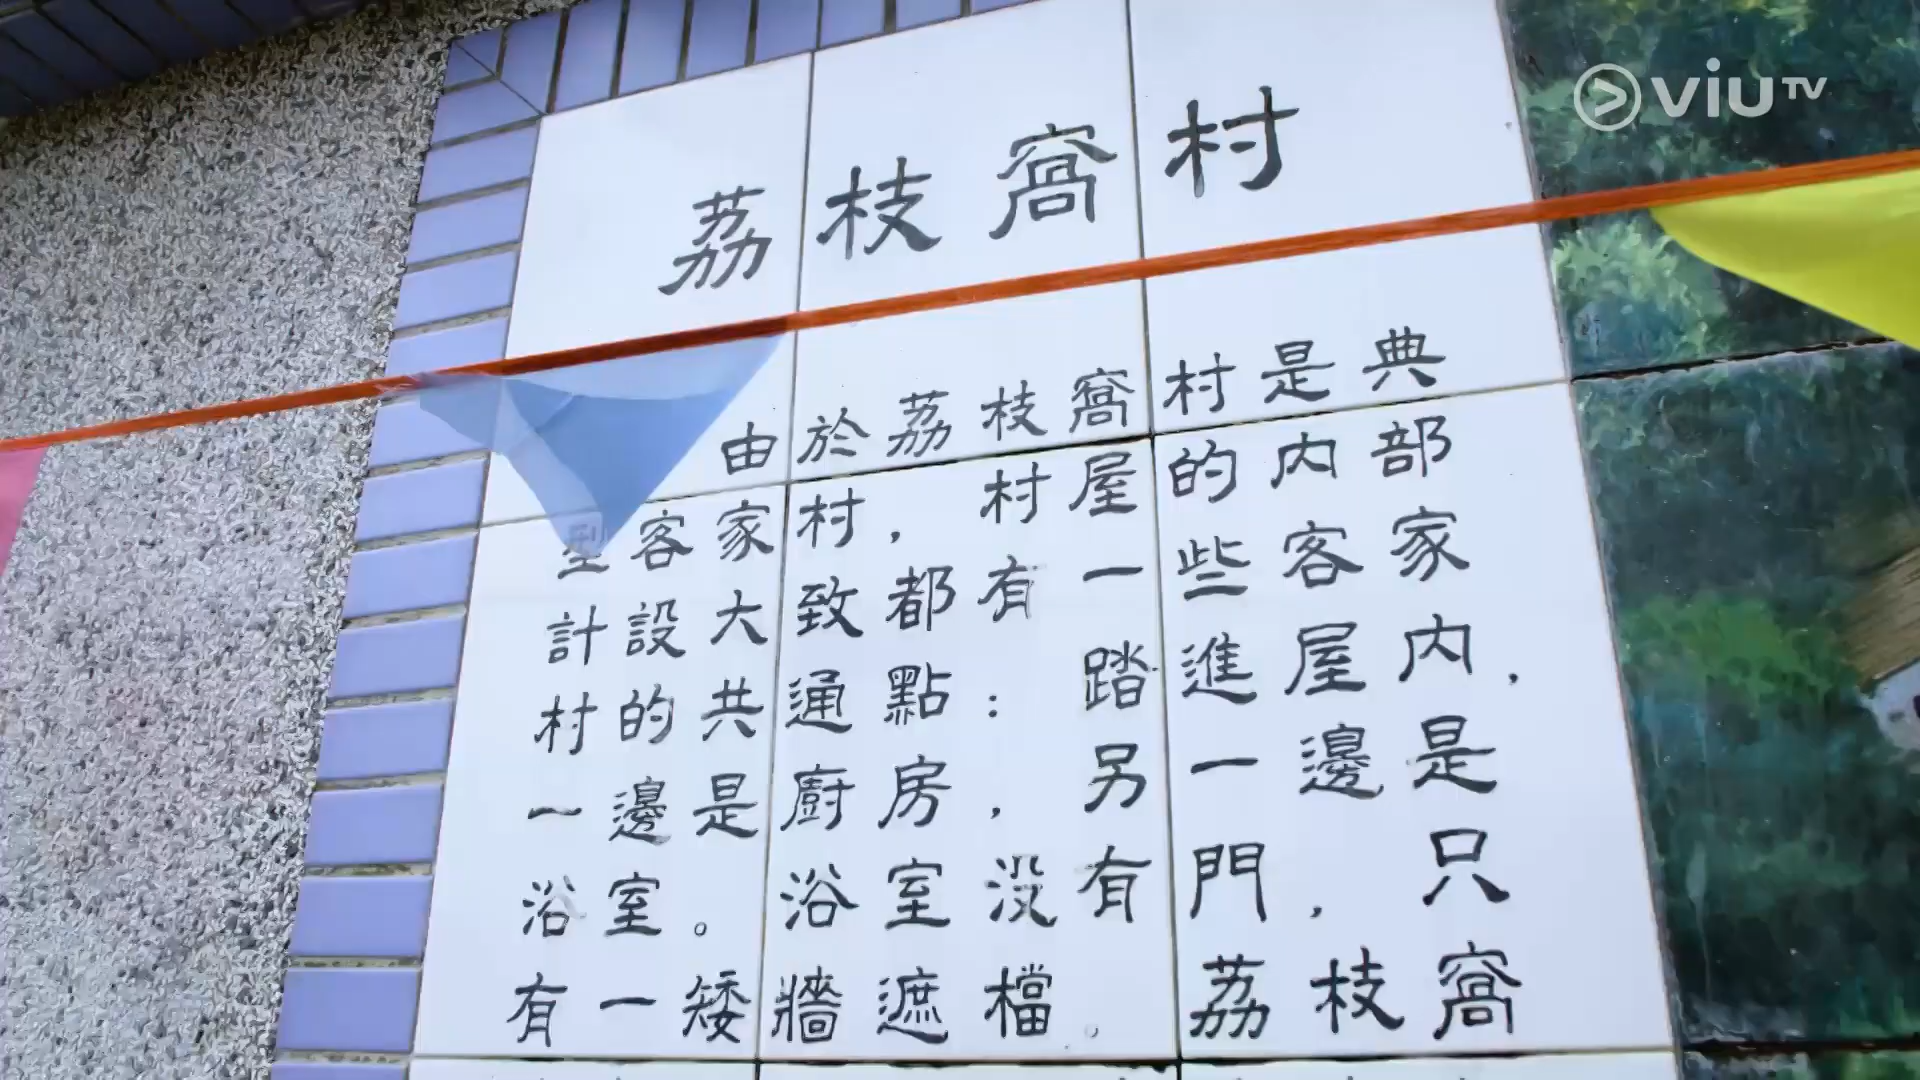 viuTV
荔枝窩村
由於荔枝窩村是典
型客家村，村屋的內部
計設大致都有一些客家
村的共通點：踏進屋內，
一邊是廚房，另一邊是
浴室。浴室沒有門，只
有一矮牆遮檔。荔枝窩